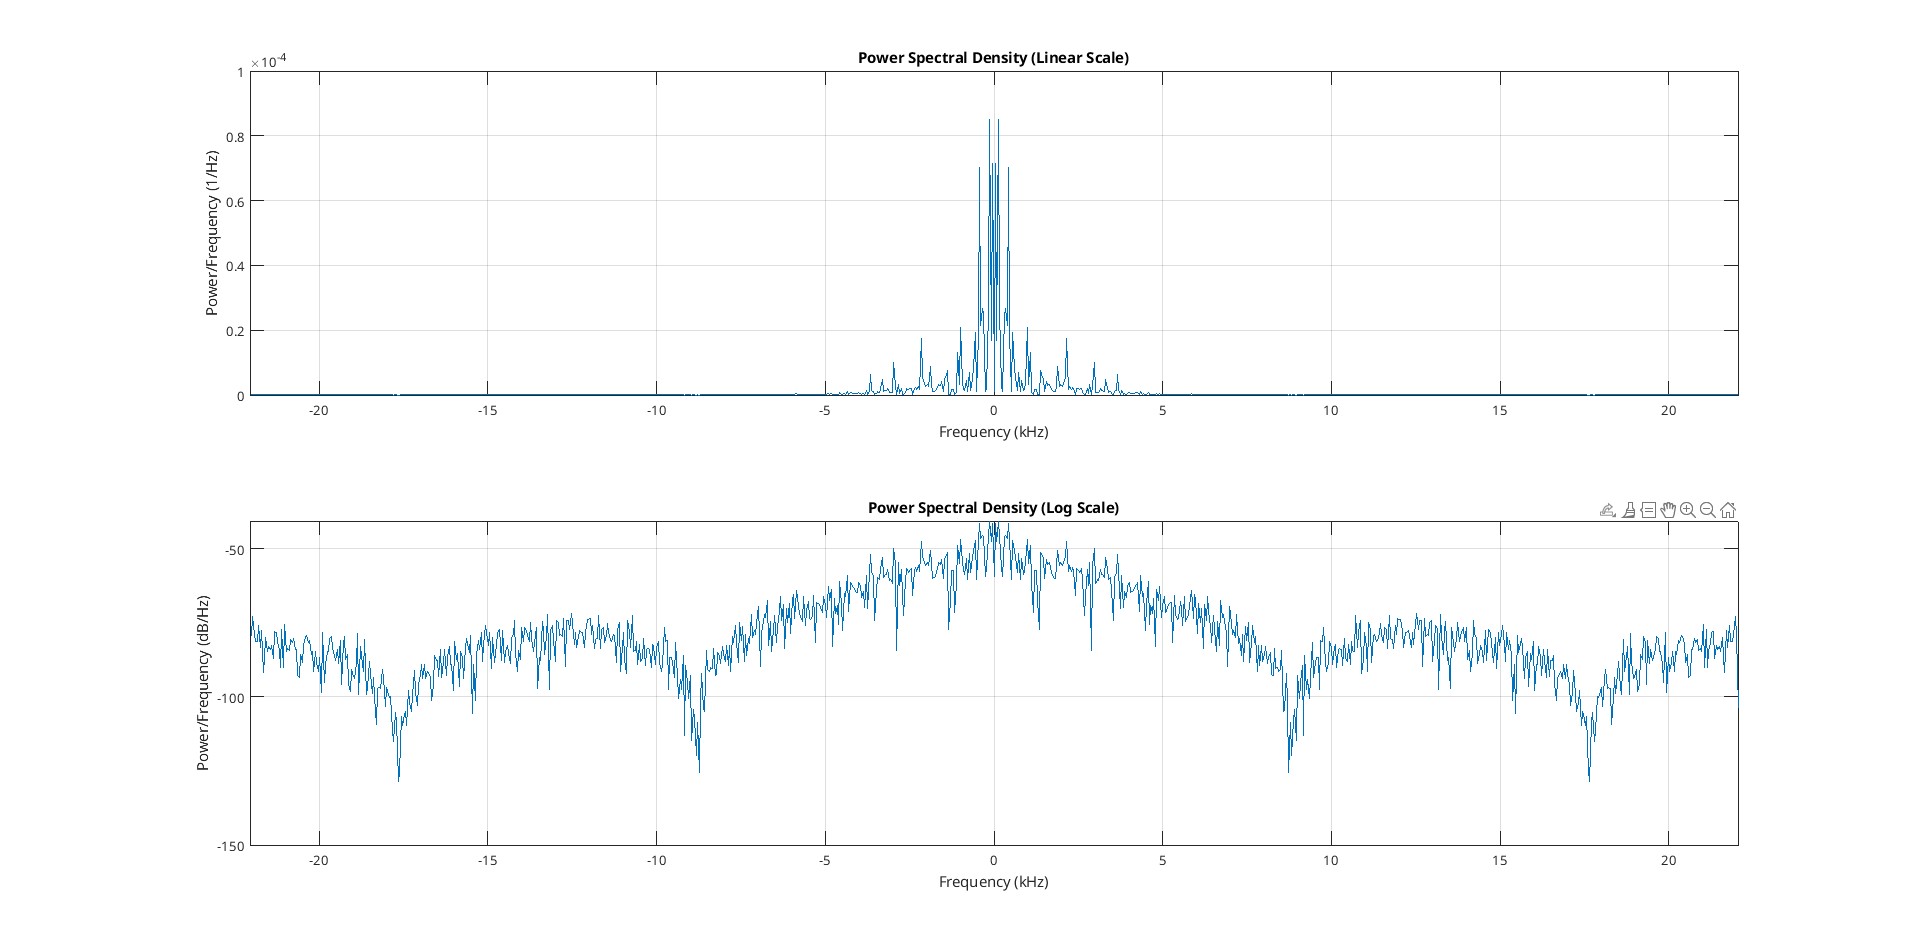 Power Spectral Density (Linear Scale)
×10-4
1
0.8
0.6
0.4
0.2
0
Power/Frequency (1/Hz)
-20 -15 -10 -5 0 5 10 15 20
Frequency (kHz)
Power Spectral Density (Log Scale)
-50
-100
-150
Power/Frequency (dB/Hz)
-20 -15 -10 -5 0 5 10 15 20
Frequency (kHz)